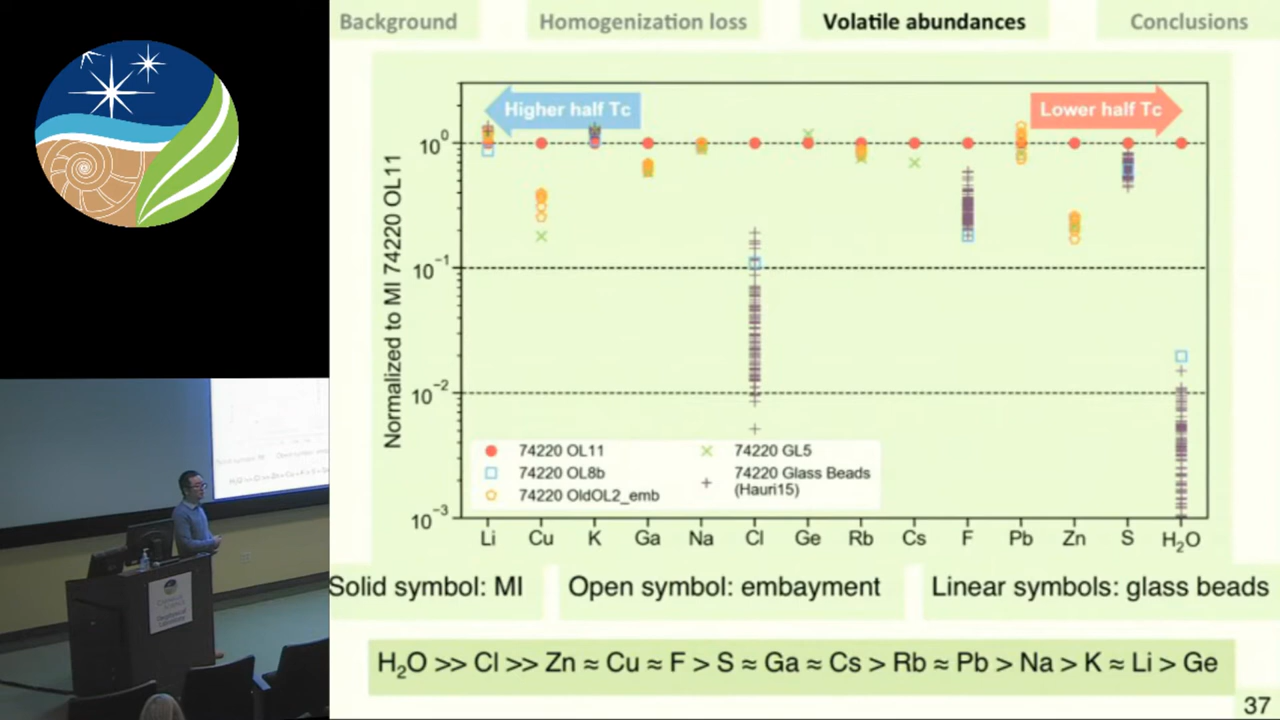 Background
Homogenization loss
Volatile abundances
Conclusions
Higher half Tc
Lower half Tc
Normalized to MI 74220 OL11
10⁰
10⁻¹
10⁻²
10⁻³
74220 OL11
74220 OL8b
74220 OldOL2_emb
74220 GL5
74220 Glass Beads
(Hauri15)
Li Cu K Ga Na Cl Ge Rb Cs F Pb Zn S H₂O
Solid symbol: MI
Open symbol: embayment
Linear symbols: glass beads
H₂O >> Cl >> Zn ≈ Cu ≈ F > S ≈ Ga ≈ Cs > Rb ≈ Pb > Na > K ≈ Li > Ge
37